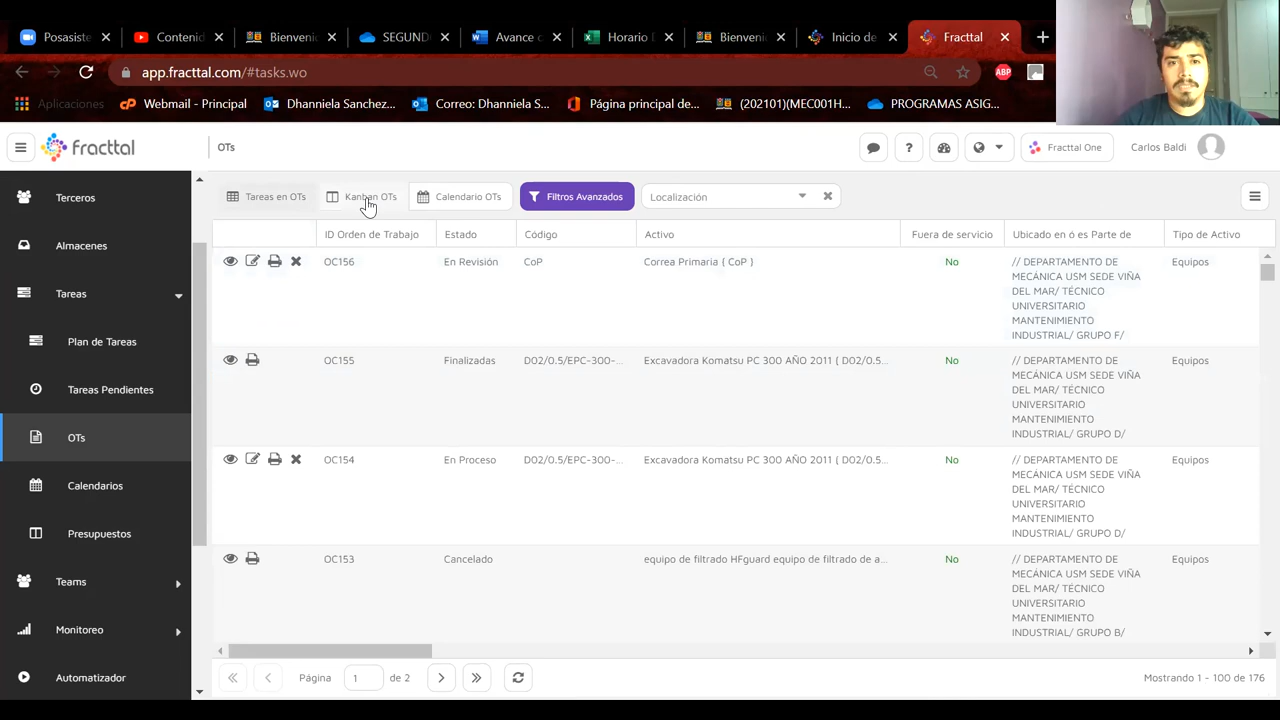 Posasiste
Contenid
Bienveni
SEGUND
Avance c
Horario D
Bienveni
Inicio de
Fracttal
app.fracttal.com/#tasks.wo
ABP
Aplicaciones
Webmail - Principal
Dhanniela Sanchez...
Correo: Dhanniela S...
Página principal de...
(202101)(MEC001H...
PROGRAMAS ASIG...
fracttal
OTs
Fracttal One
Carlos Baldi
Terceros
Almacenes
Tareas
Plan de Tareas
Tareas Pendientes
OTs
Calendarios
Presupuestos
Teams
Monitoreo
Automatizador
Tareas en OTs
Kanban OTs
Calendario OTs
Filtros Avanzados
Localización
ID Orden de Trabajo
Estado
Código
Activo
Fuera de servicio
Ubicado en ó es Parte de
Tipo de Activo
OC156
En Revisión
CoP
Correa Primaria { CoP }
No
// DEPARTAMENTO DE
MECÁNICA USM SEDE VIÑA
DEL MAR/ TÉCNICO
UNIVERSITARIO
MANTENIMIENTO
INDUSTRIAL/ GRUPO F/
Equipos
OC155
Finalizadas
D02/0.5/EPC-300-...
Excavadora Komatsu PC 300 AÑO 2011 { D02/0.5...
No
// DEPARTAMENTO DE
MECÁNICA USM SEDE VIÑA
DEL MAR/ TÉCNICO
UNIVERSITARIO
MANTENIMIENTO
INDUSTRIAL/ GRUPO D/
Equipos
OC154
En Proceso
D02/0.5/EPC-300-...
Excavadora Komatsu PC 300 AÑO 2011 { D02/0.5...
No
// DEPARTAMENTO DE
MECÁNICA USM SEDE VIÑA
DEL MAR/ TÉCNICO
UNIVERSITARIO
MANTENIMIENTO
INDUSTRIAL/ GRUPO D/
Equipos
OC153
Cancelado
equipo de filtrado HFguard equipo de filtrado de a...
No
// DEPARTAMENTO DE
MECÁNICA USM SEDE VIÑA
DEL MAR/ TÉCNICO
UNIVERSITARIO
MANTENIMIENTO
INDUSTRIAL/ GRUPO B/
Equipos
Página
1
de 2
Mostrando 1 - 100 de 176